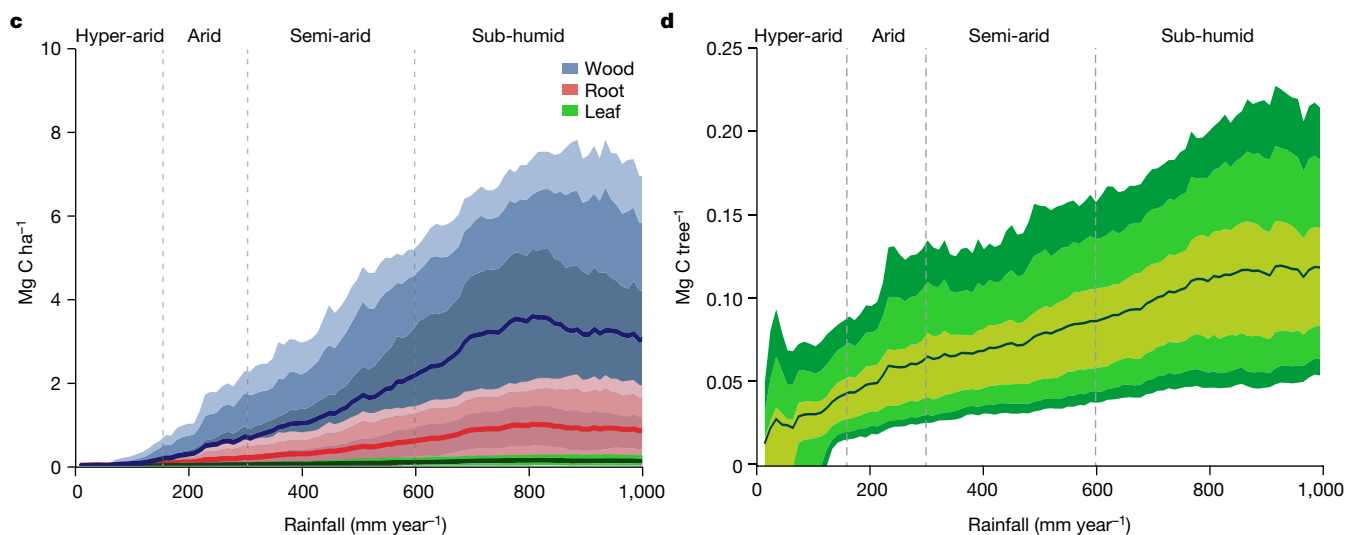 c
Hyper-arid Arid Semi-arid Sub-humid
10
8
6
4
2
0
Mg C ha⁻¹
Wood
Root
Leaf
0 200 400 600 800 1,000
Rainfall (mm year⁻¹)
d
Hyper-arid Arid Semi-arid Sub-humid
0.25
0.20
0.15
0.10
0.05
0
Mg C tree⁻¹
0 200 400 600 800 1,000
Rainfall (mm year⁻¹)